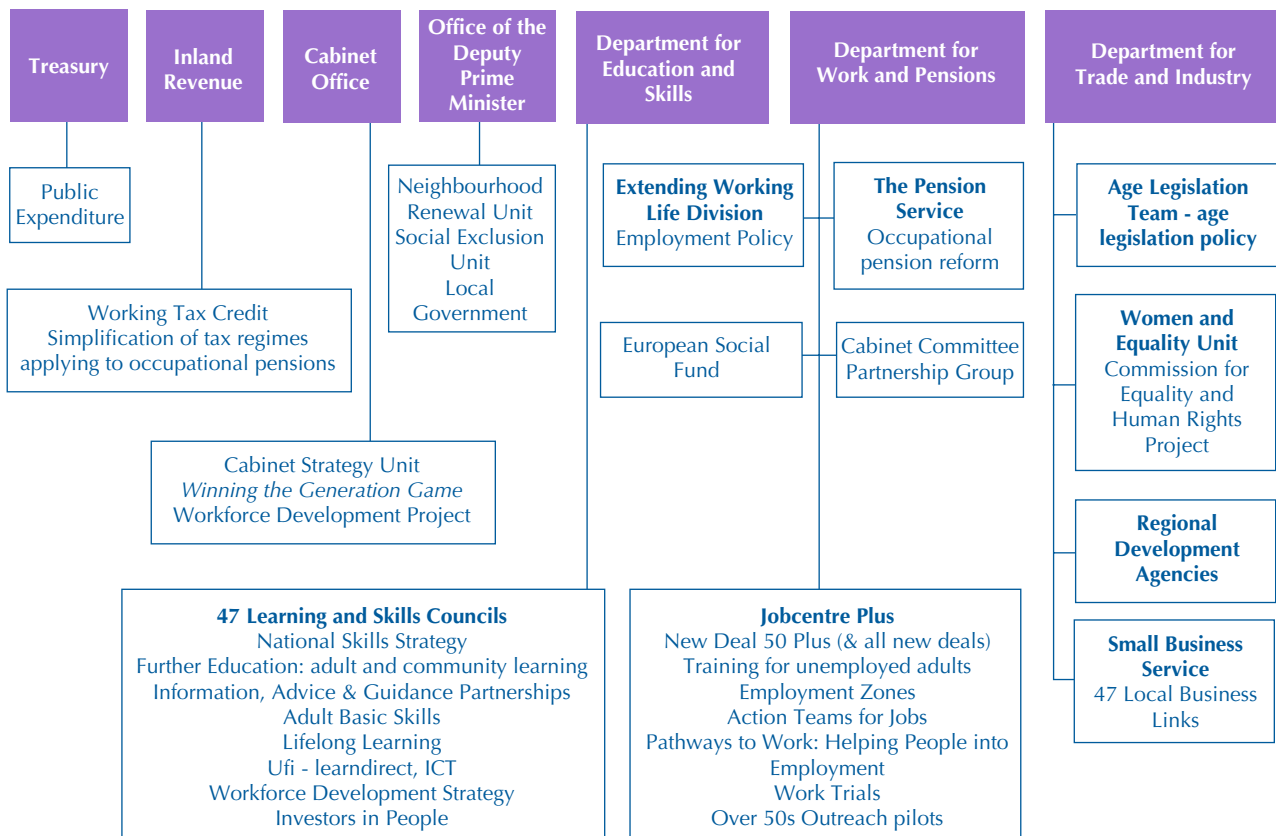 Treasury
Inland
Revenue
Cabinet
Office
Office of the
Deputy
Prime
Minister
Department for
Education and
Skills
Department for
Work and Pensions
Department for
Trade and Industry
Public
Expenditure
Working Tax Credit
Simplification of tax regimes
applying to occupational pensions
Cabinet Strategy Unit
Winning the Generation Game
Workforce Development Project
Neighbourhood
Renewal Unit
Social Exclusion
Unit
Local
Government
47 Learning and Skills Councils
National Skills Strategy
Further Education: adult and community learning
Information, Advice & Guidance Partnerships
Adult Basic Skills
Lifelong Learning
Ufi - learndirect, ICT
Workforce Development Strategy
Investors in People
Extending Working
Life Division
Employment Policy
The Pension
Service
Occupational
pension reform
European Social
Fund
Cabinet Committee
Partnership Group
Jobcentre Plus
New Deal 50 Plus (& all new deals)
Training for unemployed adults
Employment Zones
Action Teams for Jobs
Pathways to Work: Helping People into
Employment
Work Trials
Over 50s Outreach pilots
Age Legislation
Team - age
legislation policy
Women and
Equality Unit
Commission for
Equality and
Human Rights
Project
Regional
Development
Agencies
Small Business
Service
47 Local Business
Links